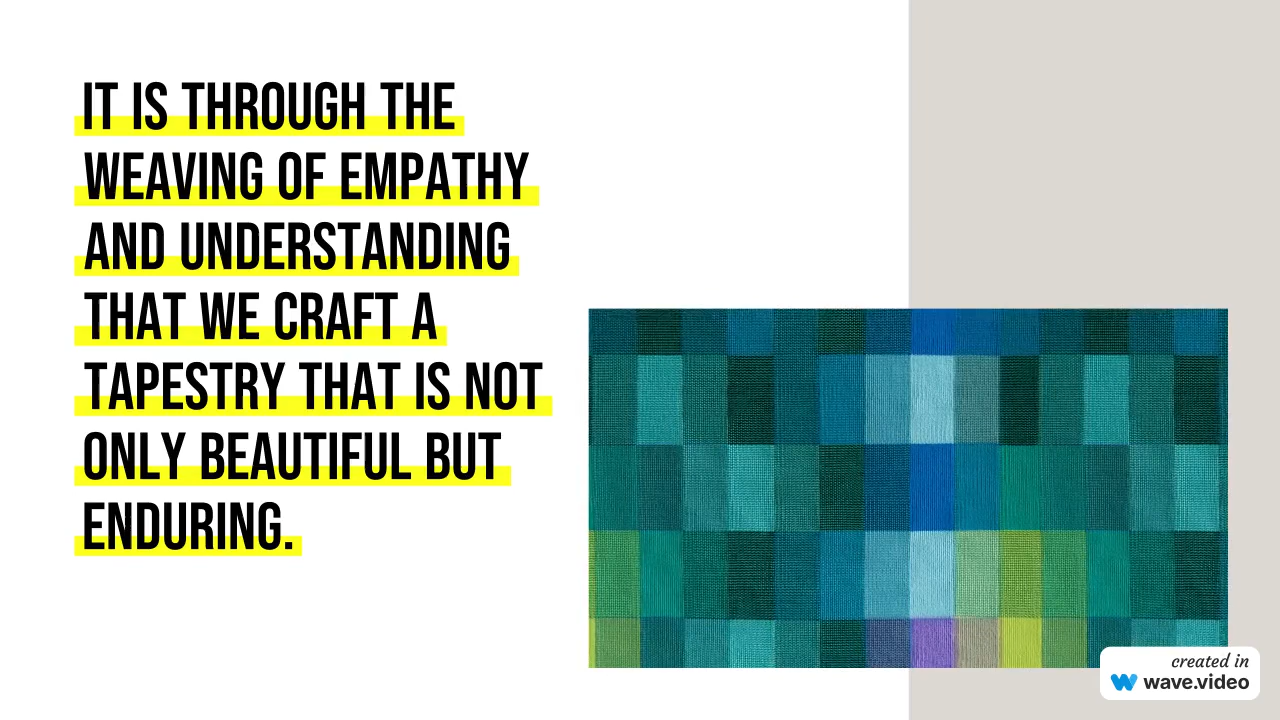 IT IS THROUGH THE
WEAVING OF EMPATHY
AND UNDERSTANDING
THAT WE CRAFT A
TAPESTRY THAT IS NOT
ONLY BEAUTIFUL BUT
ENDURING.
created in
wave.video